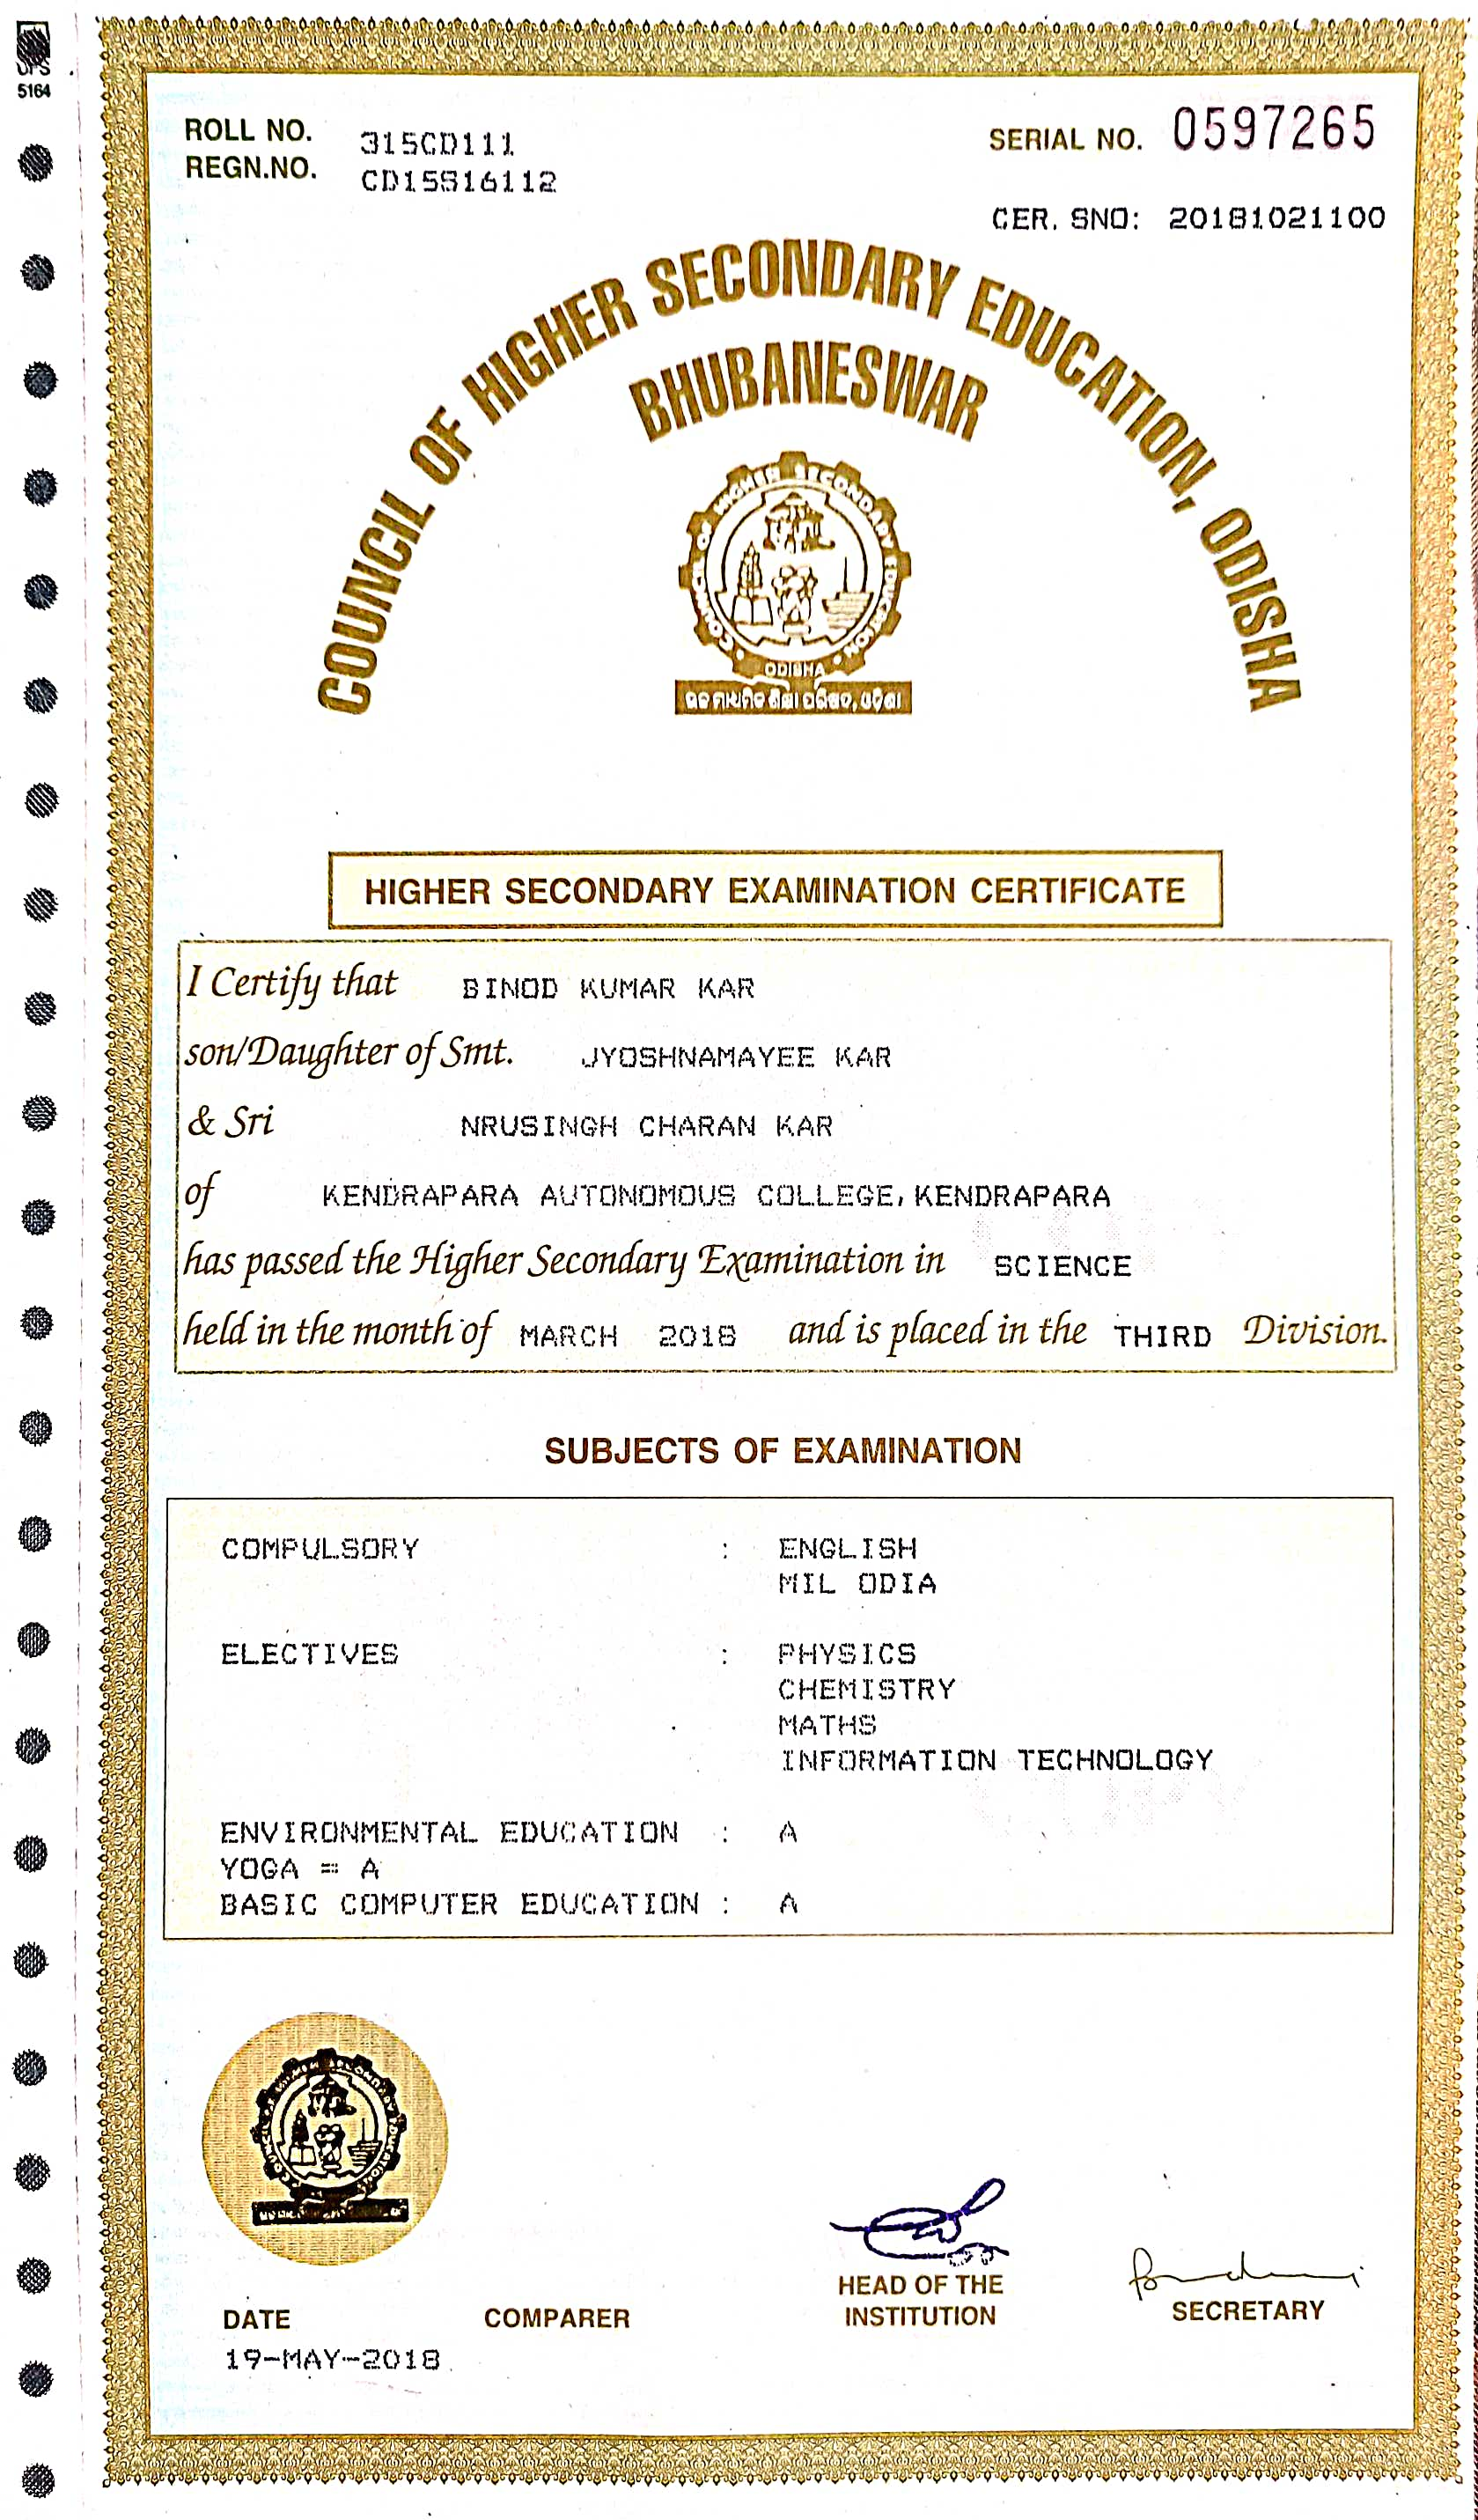 5164
ROLL NO. 315CD111
REGN.NO. CD15S16112
SERIAL NO. 0597265
CER. SNO: 20181021100
COUNCIL OF HIGHER SECONDARY EDUCATION, ODISHA
BHUBANESWAR
COUNCIL OF HIGHER SECONDARY EDUCATION
ODISHA
HIGHER SECONDARY EXAMINATION CERTIFICATE
I Certify that BINOD KUMAR KAR
son/Daughter of Smt. JYOSHNAMAYEE KAR
& Sri NRUSINGH CHARAN KAR
of KENDRAPARA AUTONOMOUS COLLEGE, KENDRAPARA
has passed the Higher Secondary Examination in SCIENCE
held in the month of MARCH 2018 and is placed in the THIRD Division.
SUBJECTS OF EXAMINATION
COMPULSORY : ENGLISH
MIL ODIA
ELECTIVES : PHYSICS
CHEMISTRY
MATHS
INFORMATION TECHNOLOGY
ENVIRONMENTAL EDUCATION : A
YOGA = A
BASIC COMPUTER EDUCATION : A
HEAD OF THE
INSTITUTION
SECRETARY
DATE
COMPARER
19-MAY-2018